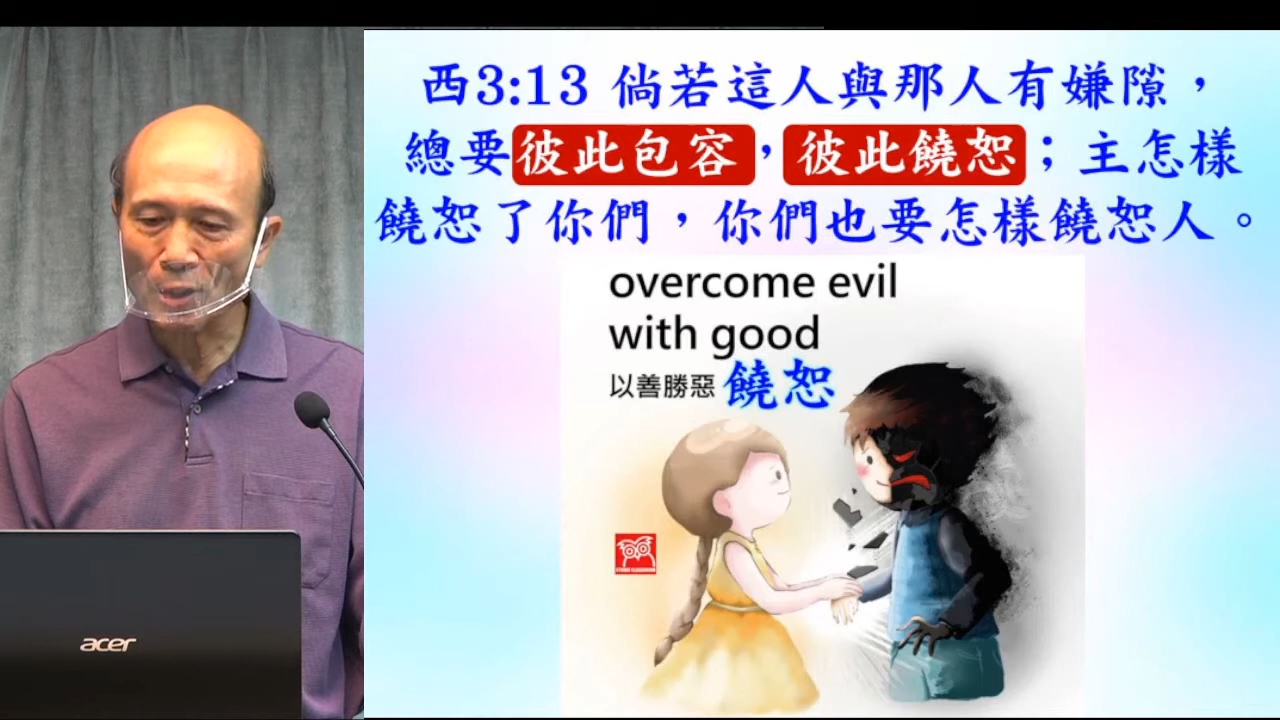 西3:13 倘若這人與那人有嫌隙，
總要彼此包容，彼此饒恕；主怎樣
饒恕了你們，你們也要怎樣饒恕人。
overcome evil
with good
以善勝惡 饒恕
STUDIO CLASSROOM
acer